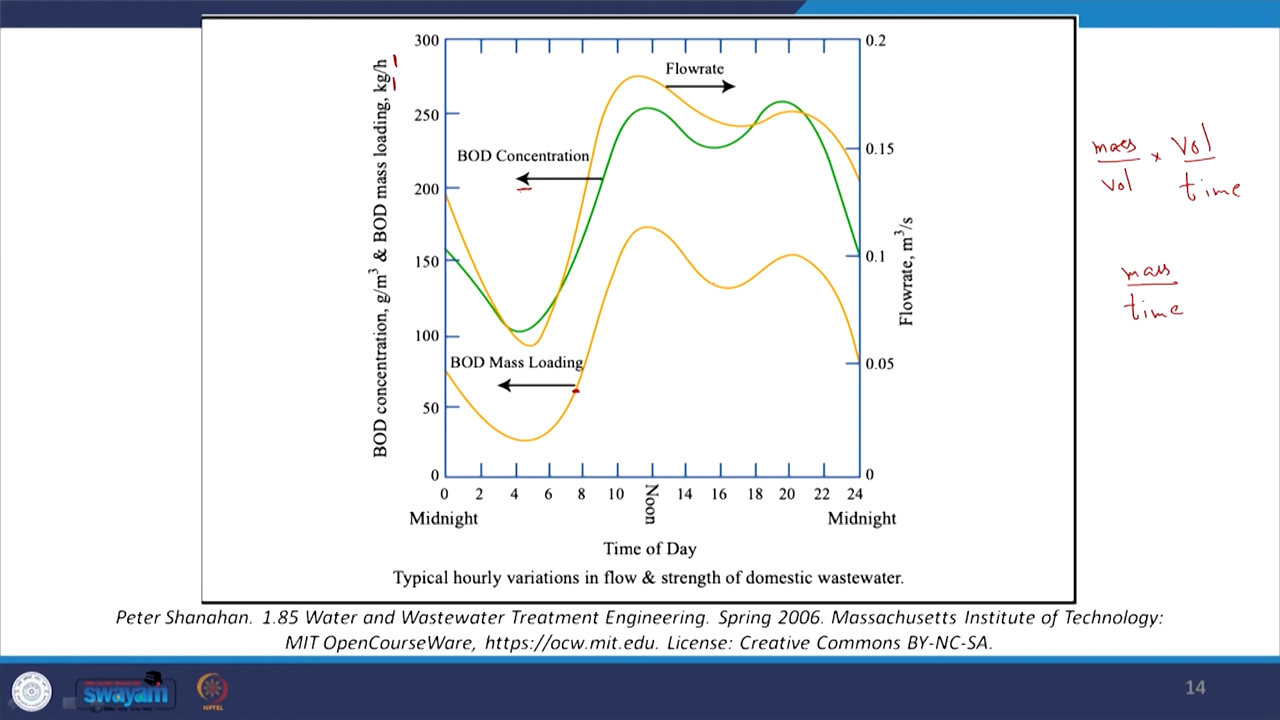 300
250
200
150
100
50
0
BOD concentration, g/m³ & BOD mass loading, kg/h
0.2
0.15
0.1
0.05
0
Flowrate, m³/s
Flowrate
BOD Concentration
BOD Mass Loading
0 2 4 6 8 10 Noon 14 16 18 20 22 24
Midnight Midnight
Time of Day
Typical hourly variations in flow & strength of domestic wastewater.
mass/vol × vol/time
mass/time
Peter Shanahan. 1.85 Water and Wastewater Treatment Engineering. Spring 2006. Massachusetts Institute of Technology:
MIT OpenCourseWare, https://ocw.mit.edu. License: Creative Commons BY-NC-SA.
swayam
NPTEL
14